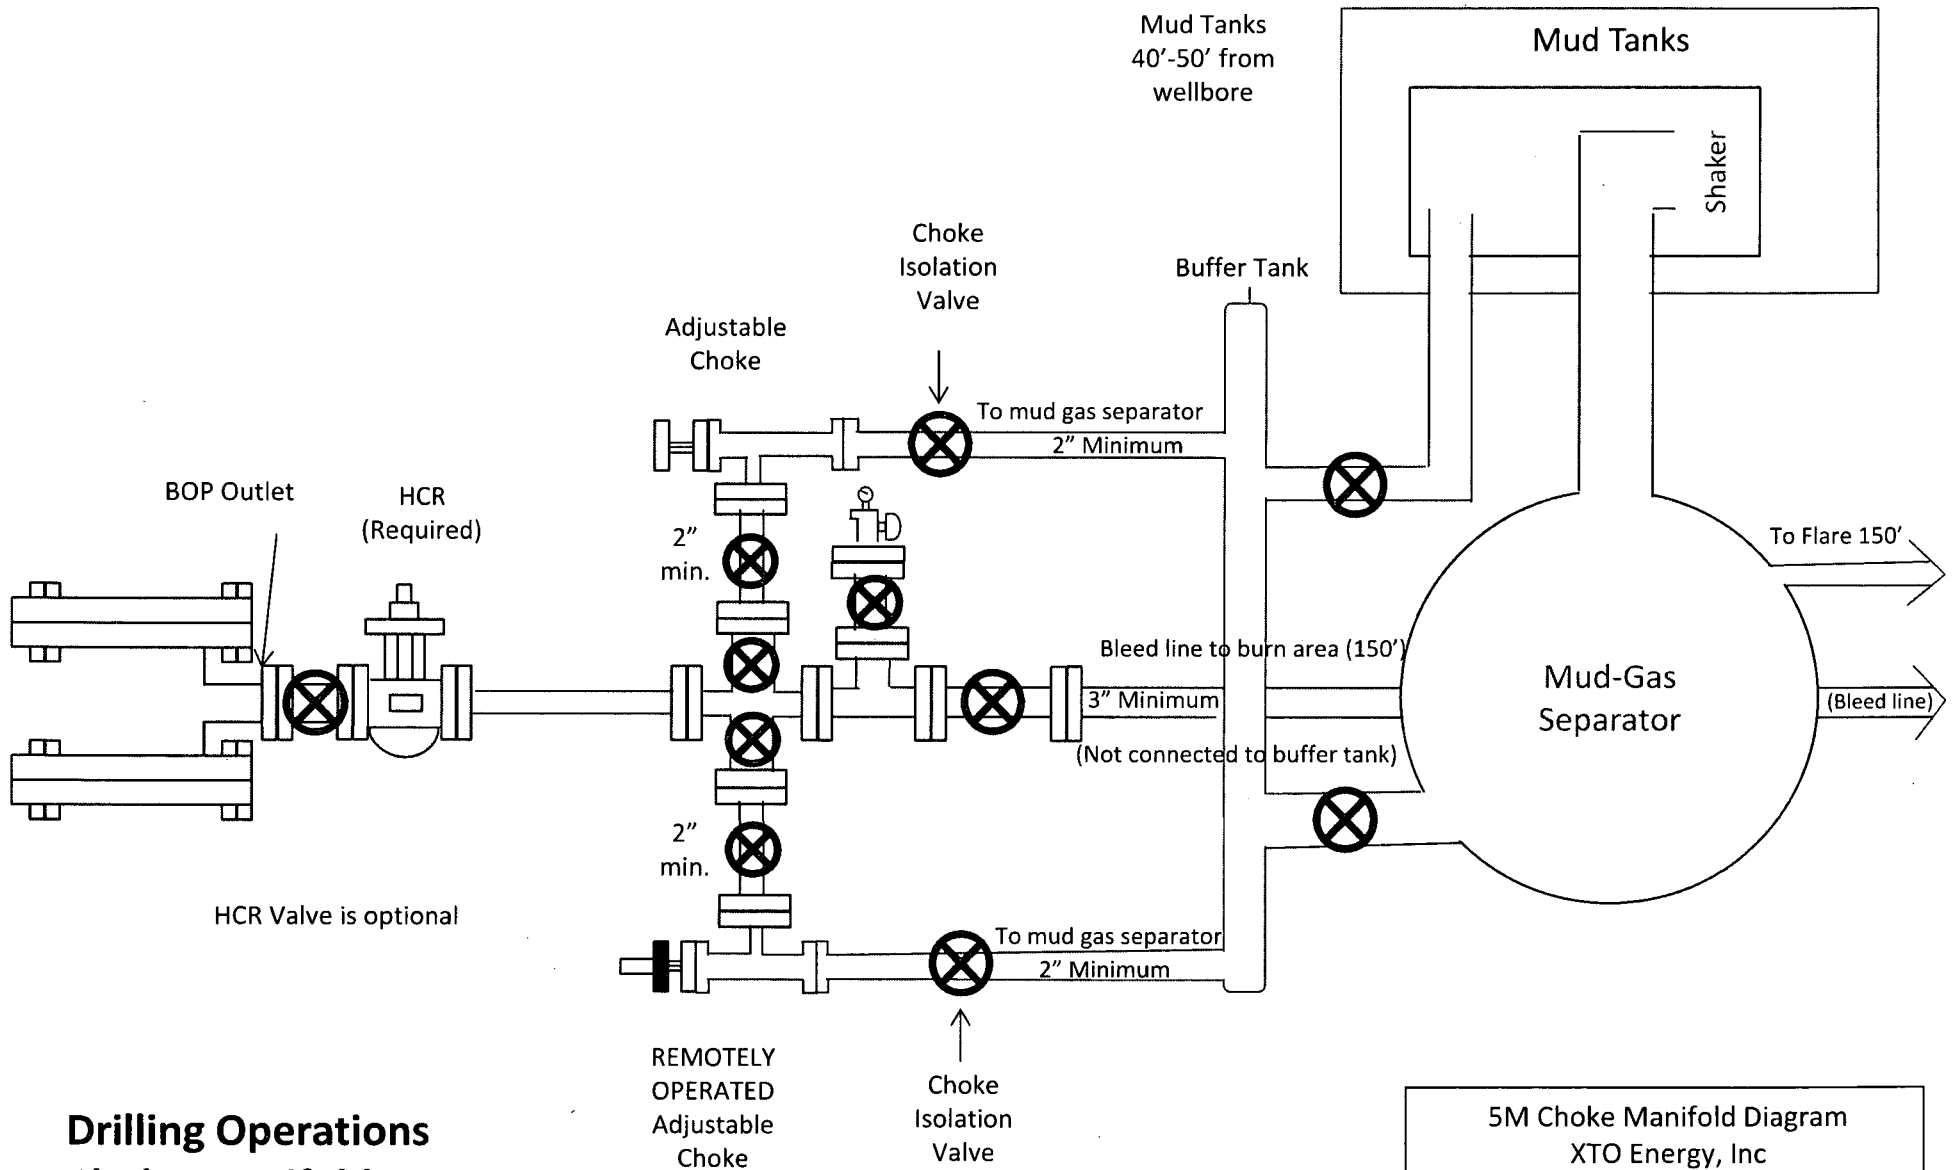 Mud Tanks
40’-50’ from
wellbore
Mud Tanks
Shaker
Choke
Isolation
Valve
Buffer Tank
Adjustable
Choke
To mud gas separator
2” Minimum
BOP Outlet
HCR
(Required)
2”
min.
To Flare 150’
Bleed line to burn area (150’)
3” Minimum
(Not connected to buffer tank)
Mud-Gas
Separator
(Bleed line)
2”
min.
HCR Valve is optional
To mud gas separator
2” Minimum
REMOTELY
OPERATED
Adjustable
Choke
Choke
Isolation
Valve
Drilling Operations
5M Choke Manifold Diagram
XTO Energy, Inc